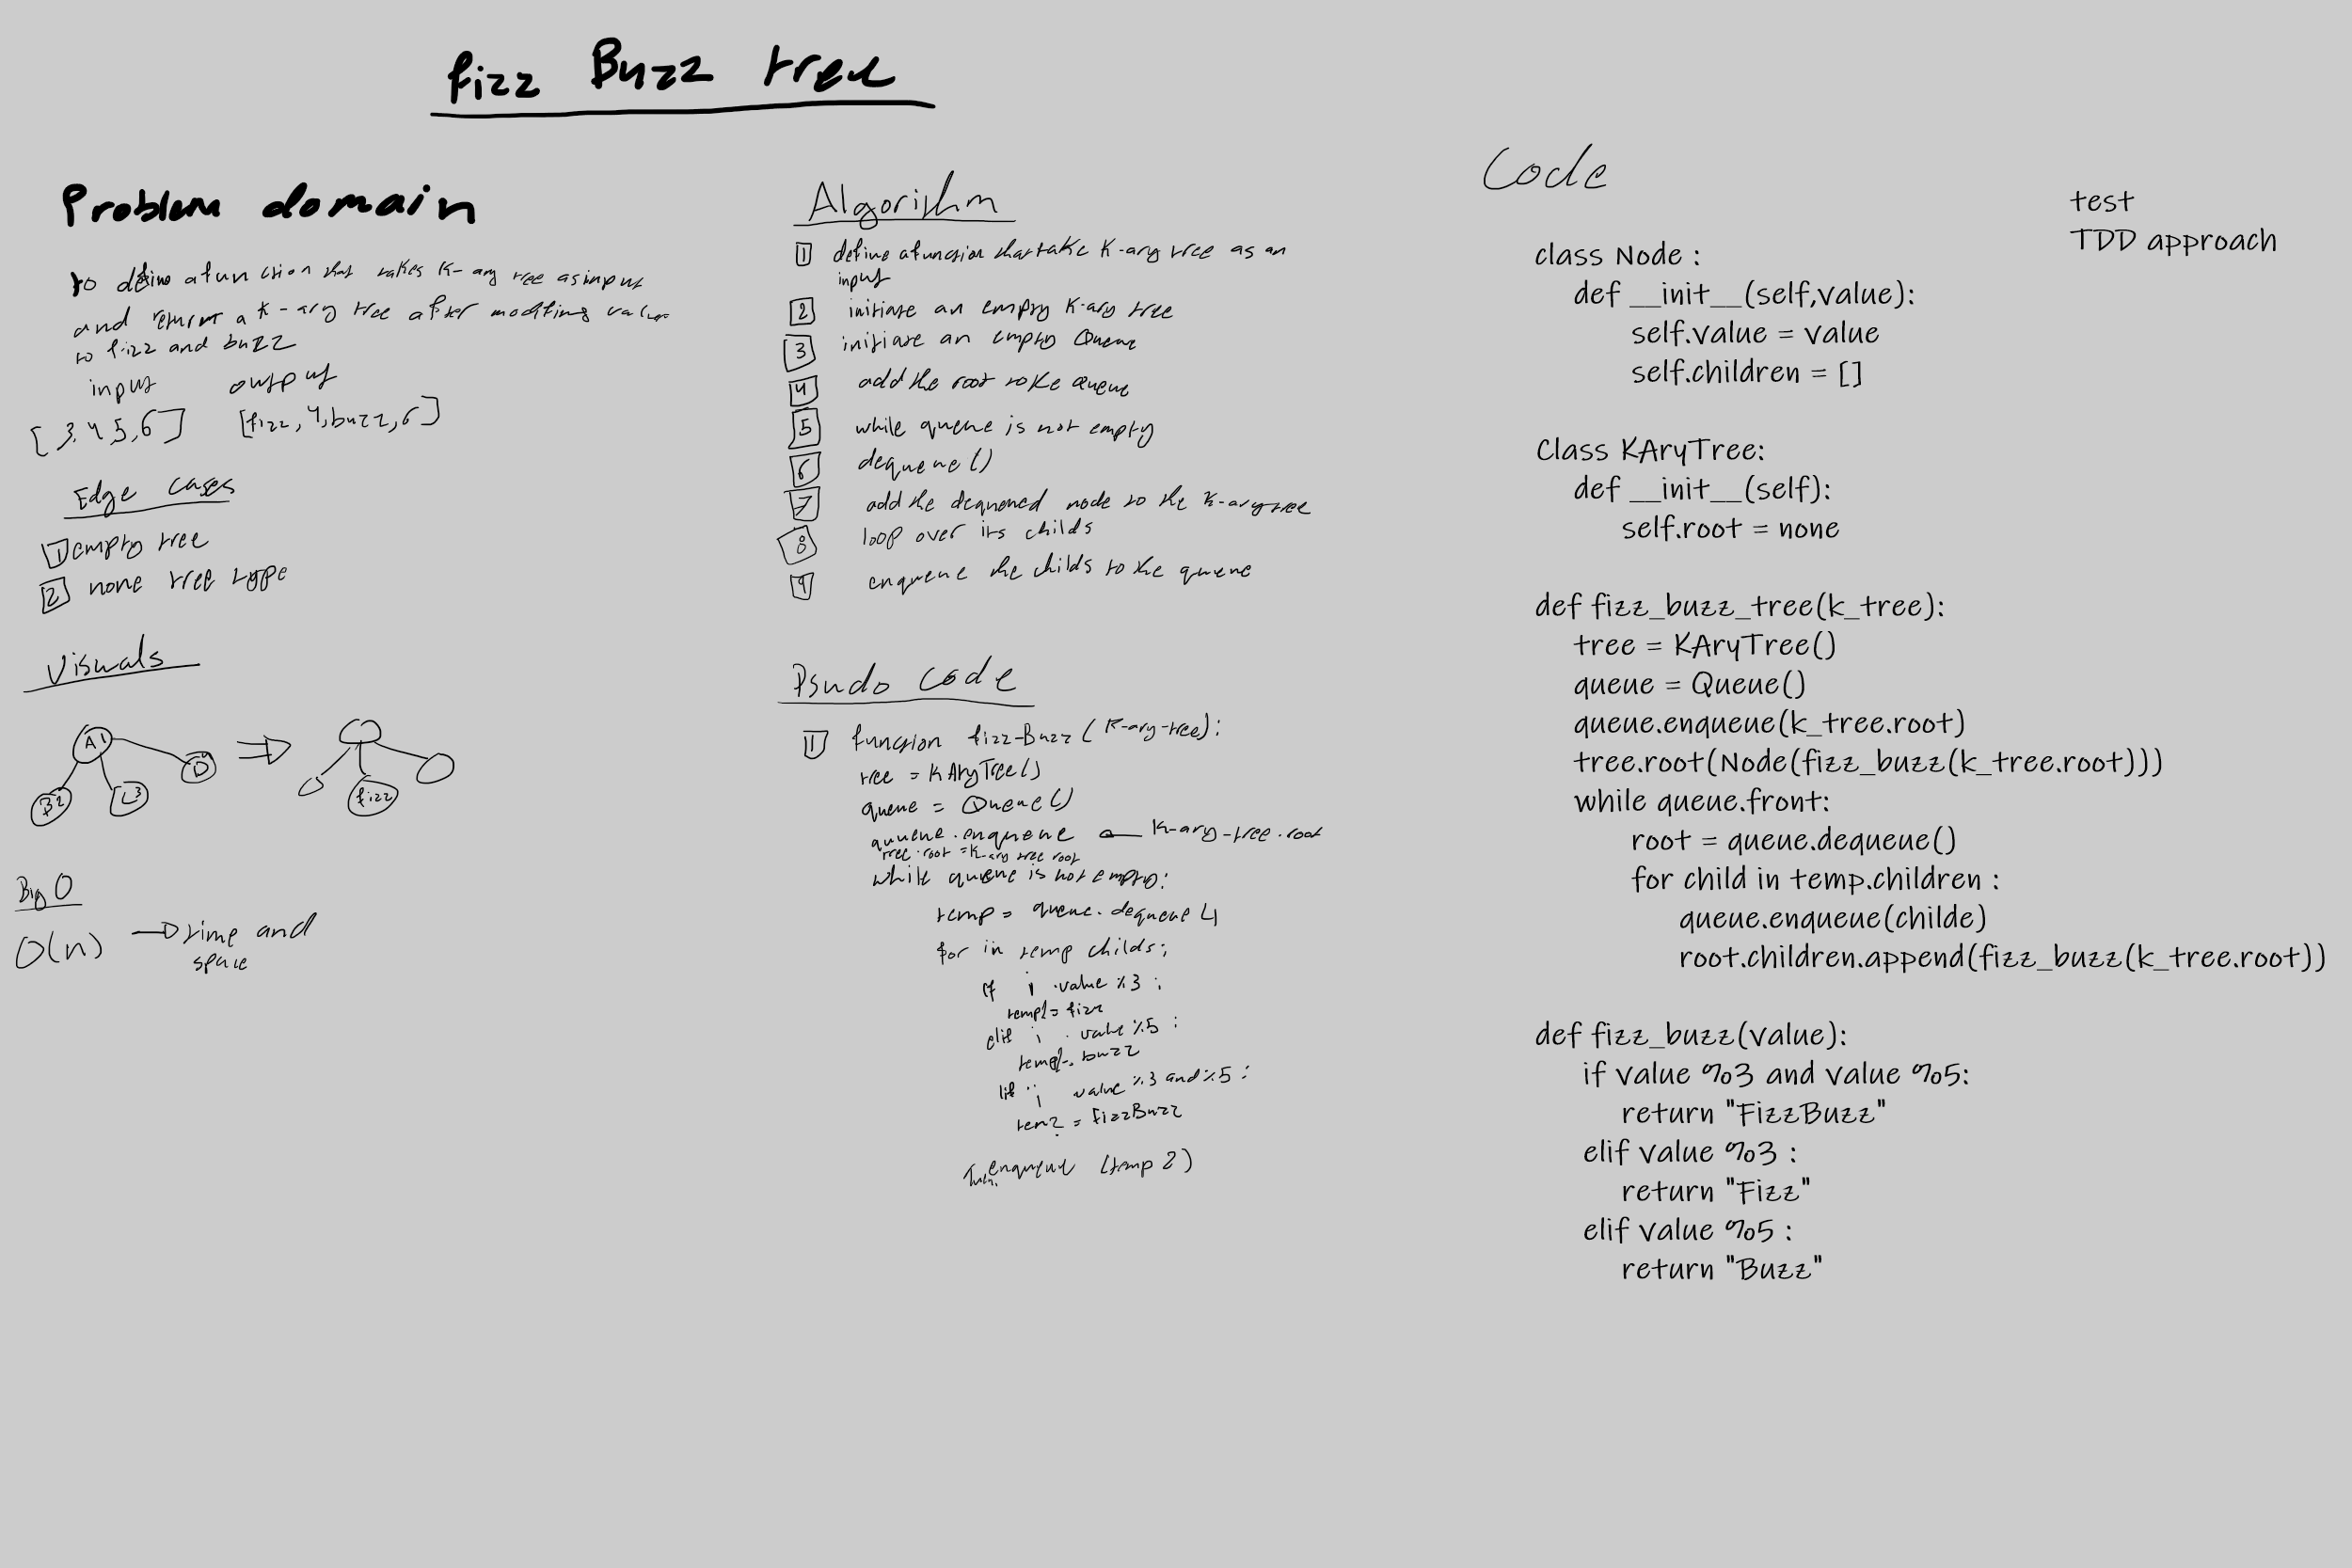 fizz Buzz tree
Problem domain
to define a function that takes K-ary tree as input
and return a K-ary tree after modifing values
to fizz and buzz
input output
[3,4,5,6] [fizz,4,buzz,6]
Edge cases
1 empty tree
2 none tree type
Visuals
A1
B2
C3
D4
fizz
Big O
O(n) → time and
space
Algorithm
1 define a function that take K-ary tree as an
input
2 initiate an empty K-ary tree
3 initiate an empty Queue
4 add the root to the queue
5 while queue is not empty
6 dequeue()
7 add the dequeued node to the K-ary tree
8 loop over its childs
9 enqueue the childs to the queue
Psudo Code
1 function fizz-Buzz(K-ary-tree):
tree = KAryTree()
queue = Queue()
queue.enqueue ← K-ary-tree.root
tree.root = K-ary tree root
while queue is not empty:
temp = queue.dequeue
for in temp childs:
if i.value %3 :
temp2 = fizz
elif i.value %5 :
buzz
value %3 and %5 :
= FizzBuzz
enqueue (temp 2)
Code
test
TDD approach
class Node :
def __init__(self,value):
self.value = value
self.children = []
Class KAryTree:
def __init__(self):
self.root = none
def fizz_buzz_tree(k_tree):
tree = KAryTree()
queue = Queue()
queue.enqueue(k_tree.root)
tree.root(Node(fizz_buzz(k_tree.root)))
while queue.front:
root = queue.dequeue()
for child in temp.children :
queue.enqueue(childe)
root.children.append(fizz_buzz(k_tree.root))
def fizz_buzz(value):
if value %3 and value %5:
return "FizzBuzz"
elif value %3 :
return "Fizz"
elif value %5 :
return "Buzz"